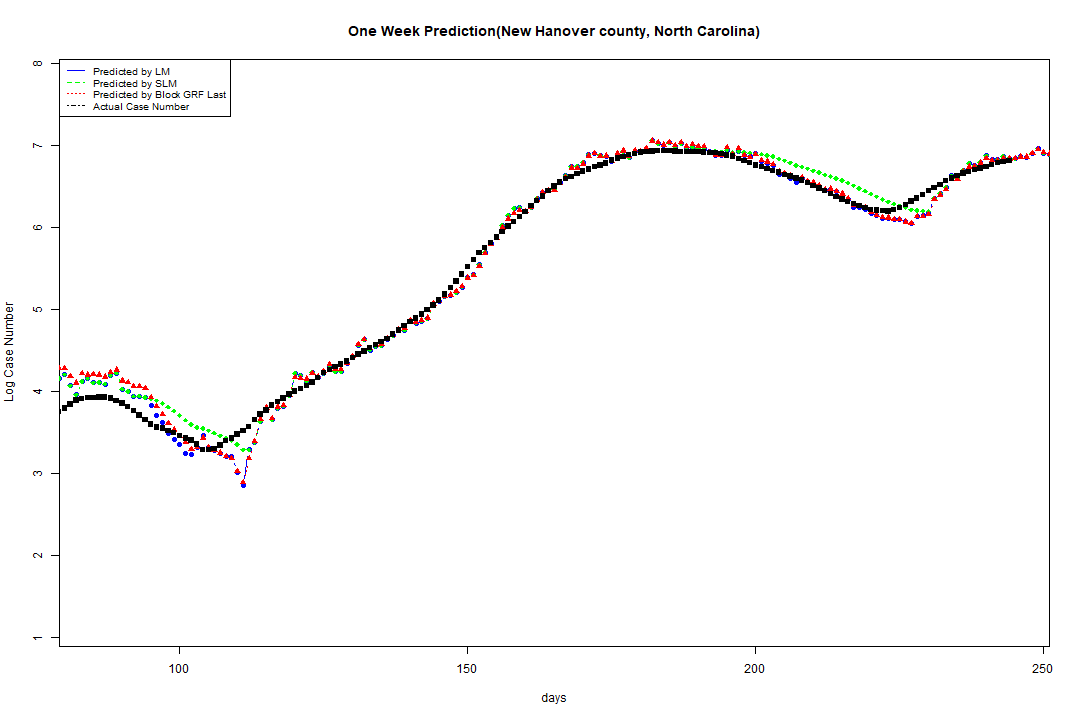 One Week Prediction(New Hanover county, North Carolina)
Predicted by LM
Predicted by SLM
Predicted by Block GRF Last
Actual Case Number
8
7
6
5
4
3
2
1
Log Case Number
100
150
200
250
days